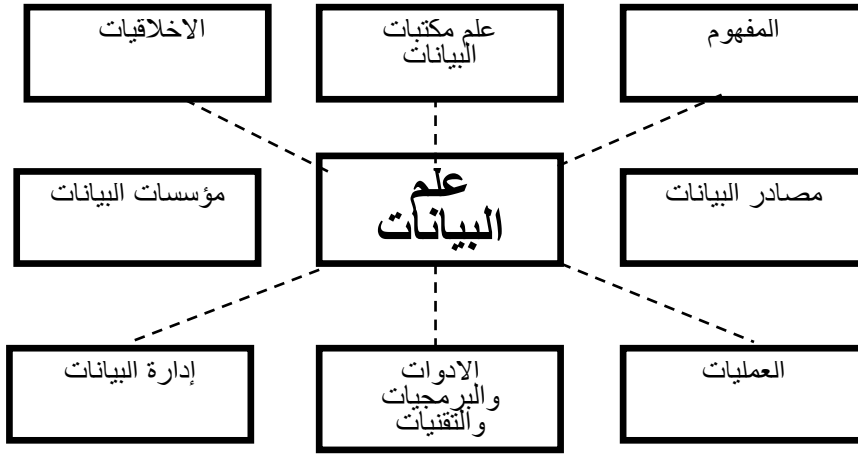 المفهوم
علم مكتبات
البيانات
الاخلاقيات
مصادر البيانات
علم
البيانات
مؤسسات البيانات
العمليات
الادوات
والبرمجيات
والتقنيات
إدارة البيانات